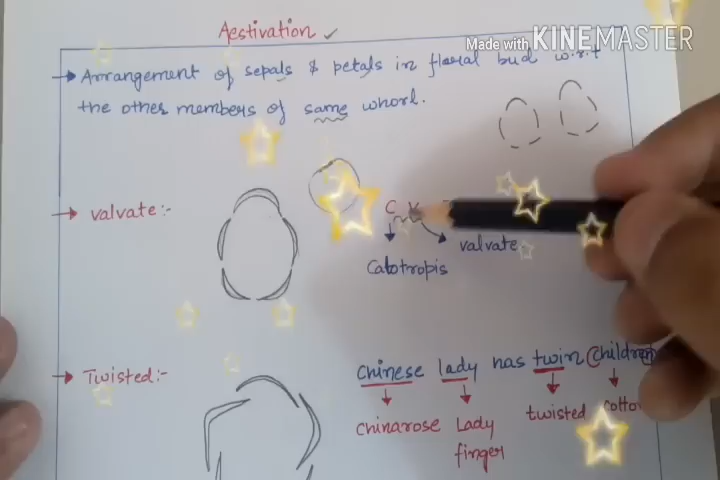 Aestivation
Made with KINEMASTER
Arrangement of sepals & petals in floral bud w.r.t
the other members of same whorl.
valvate:-
C V
Calotropis
valvate
Twisted:-
Chinese lady has twin children
chinarose
Lady
finger
twisted